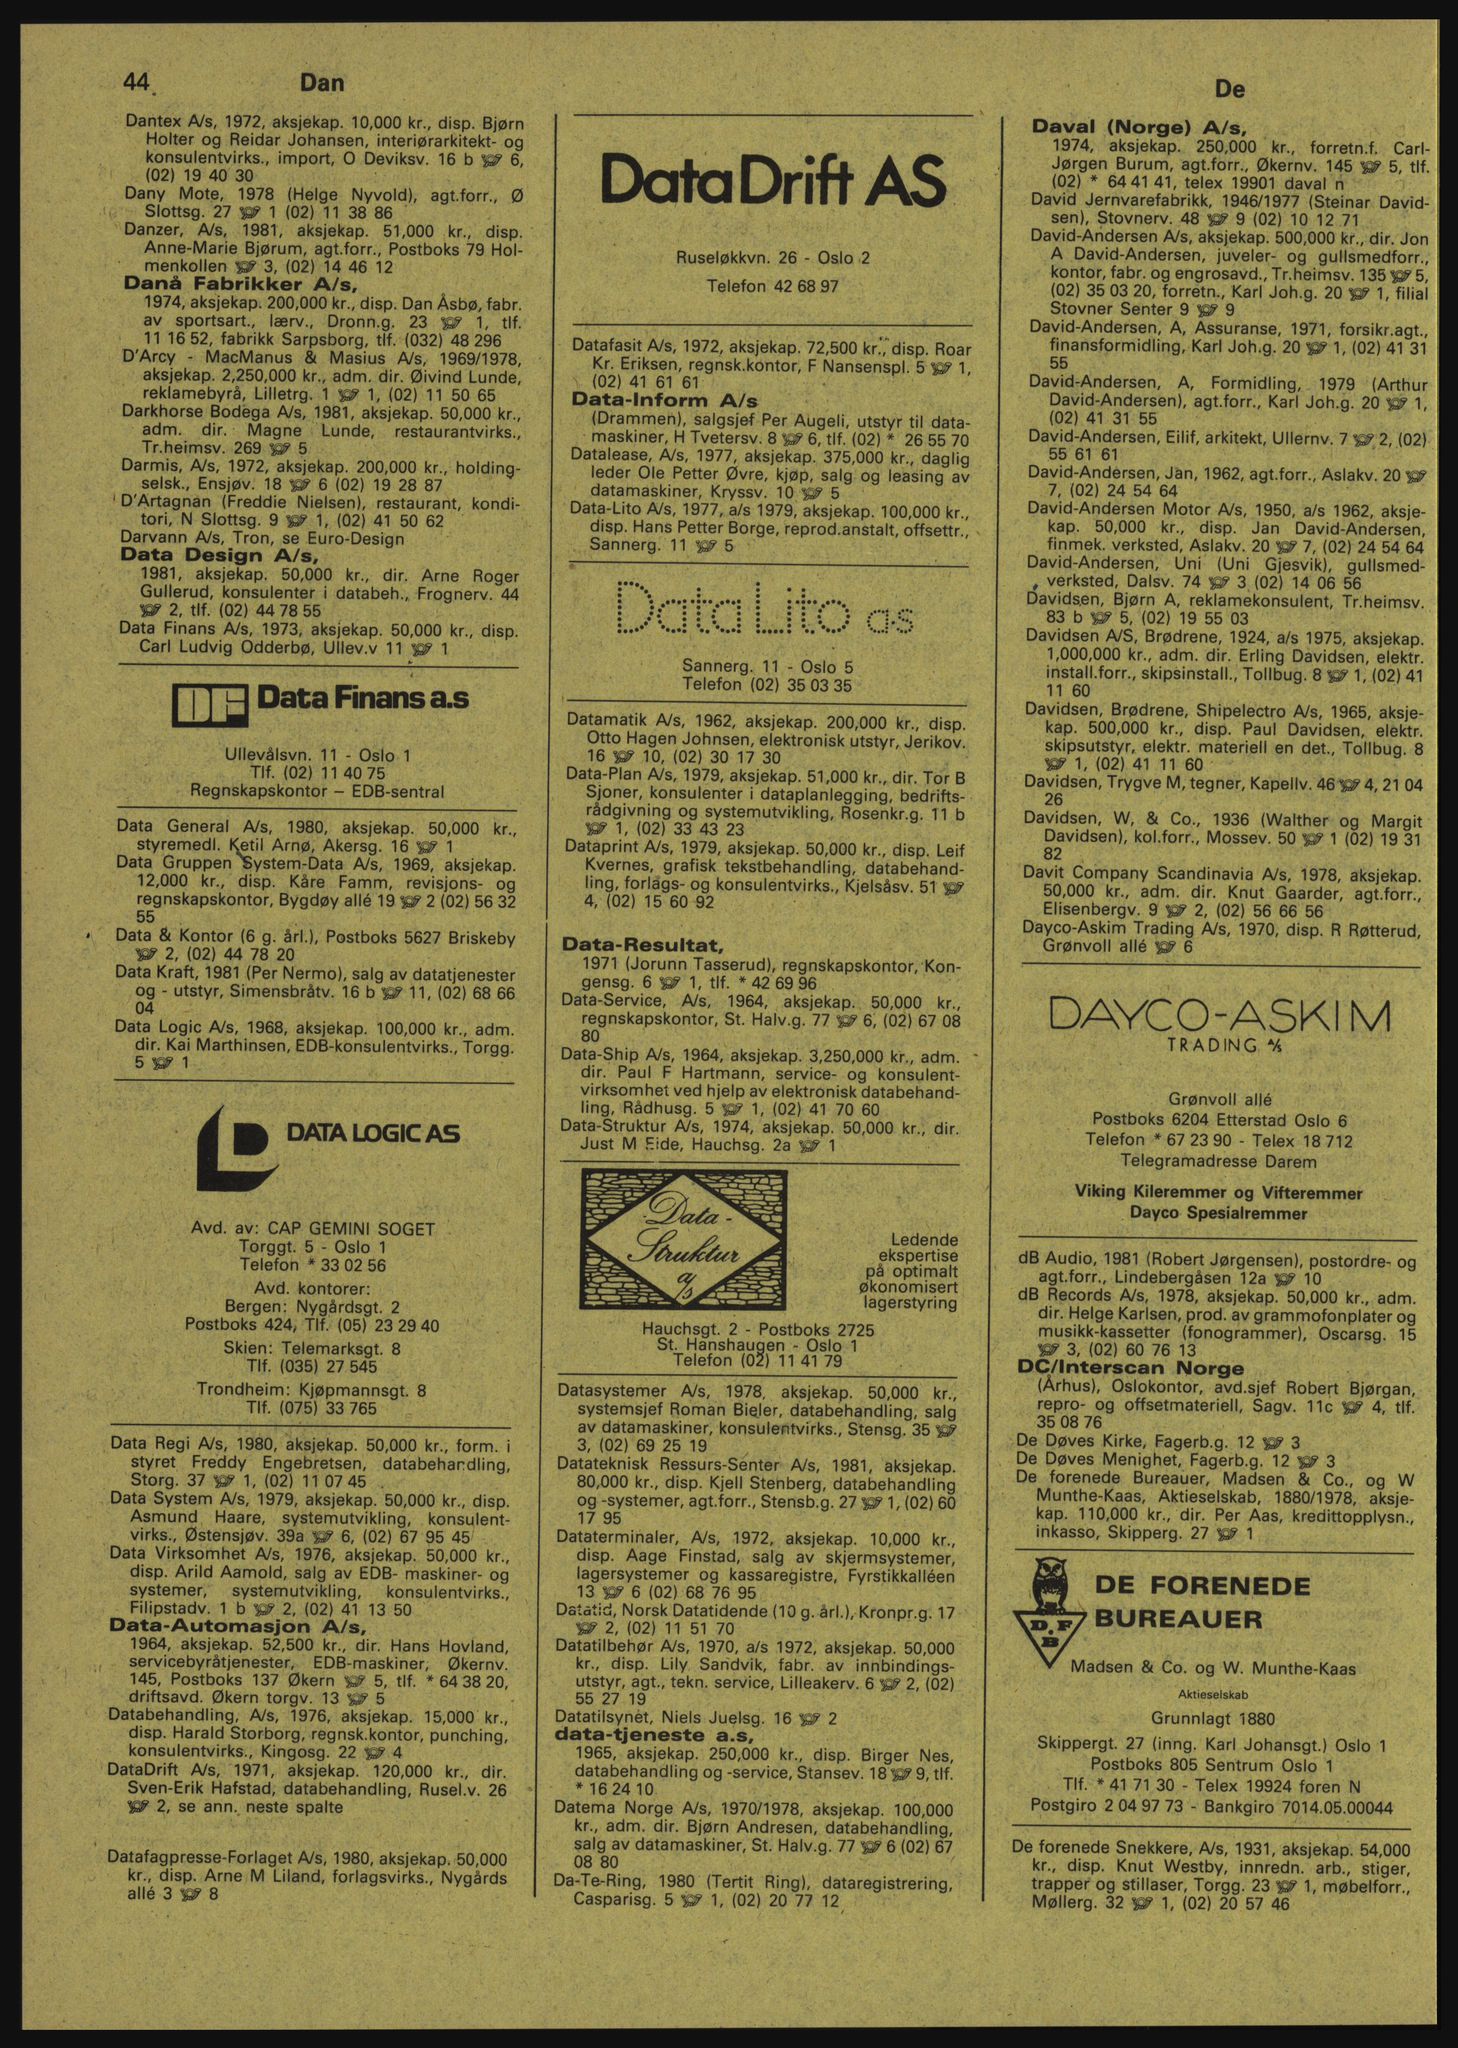 44
Dan
De
Dantex A/s, 1972, aksjekap. 10,000 kr., disp. Bjørn
Holter og Reidar Johansen, interiørarkitekt- og
konsulentvirks., import, O Deviksv. 16 b 6,
(02) 19 40 30
Dany Mote, 1978 (Helge Nyvold), agt.forr., Ø
Slottsg. 27 1 (02) 11 38 86
Danzer, A/s, 1981, aksjekap. 51,000 kr., disp.
Anne-Marie Bjørum, agt.forr., Postboks 79 Hol-
menkollen 3, (02) 14 46 12
Danå Fabrikker A/s,
1974, aksjekap. 200,000 kr., disp. Dan Åsbø, fabr.
av sportsart., lærv., Dronn.g. 23 1, tlf.
11 16 52, fabrikk Sarpsborg, tlf. (032) 48 296
D'Arcy - MacManus & Masius A/s, 1969/1978,
aksjekap. 2,250,000 kr., adm. dir. Øivind Lunde,
reklamebyrå, Lilletrg. 1 1, (02) 11 50 65
Darkhorse Bodega A/s, 1981, aksjekap. 50,000 kr.,
adm. dir. Magne Lunde, restaurantvirks.,
Tr.heimsv. 269 5
Darmis, A/s, 1972, aksjekap. 200,000 kr., holding-
selsk., Ensjøv. 18 6 (02) 19 28 87
D'Artagnan (Freddie Nielsen), restaurant, kondi-
tori, N Slottsg. 9 1, (02) 41 50 62
Darvann A/s, Tron, se Euro-Design
Data Design A/s,
1981, aksjekap. 50,000 kr., dir. Arne Roger
Gullerud, konsulenter i databeh., Frognerv. 44
2, tlf. (02) 44 78 55
Data Finans A/s, 1973, aksjekap. 50,000 kr., disp.
Carl Ludvig Odderbø, Ullev.v 11 1
DF Data Finans a.s
Ullevålsvn. 11 - Oslo 1
Tlf. (02) 11 40 75
Regnskapskontor – EDB-sentral
Data General A/s, 1980, aksjekap. 50,000 kr.,
styremedl. Ketil Arnø, Akersg. 16 1
Data Gruppen System-Data A/s, 1969, aksjekap.
12,000 kr., disp. Kåre Famm, revisjons- og
regnskapskontor, Bygdøy allé 19 2 (02) 56 32
55
Data & Kontor (6 g. årl.), Postboks 5627 Briskeby
2, (02) 44 78 20
Data Kraft, 1981 (Per Nermo), salg av datatjenester
og - utstyr, Simensbråtv. 16 b 11, (02) 68 66
04
Data Logic A/s, 1968, aksjekap. 100,000 kr., adm.
dir. Kai Marthinsen, EDB-konsulentvirks., Torgg.
5 1
DATA LOGIC AS
Avd. av: CAP GEMINI SOGET
Torggt. 5 - Oslo 1
Telefon * 33 02 56
Avd. kontorer:
Bergen: Nygårdsgt. 2
Postboks 424, Tlf. (05) 23 29 40
Skien: Telemarksgt. 8
Tlf. (035) 27 545
Trondheim: Kjøpmannsgt. 8
Tlf. (075) 33 765
Data Regi A/s, 1980, aksjekap. 50,000 kr., form. i
styret Freddy Engebretsen, databehandling,
Storg. 37 1, (02) 11 07 45
Data System A/s, 1979, aksjekap. 50,000 kr., disp.
Asmund Haare, systemutvikling, konsulent-
virks., Østensjøv. 39a 6, (02) 67 95 45
Data Virksomhet A/s, 1976, aksjekap. 50,000 kr.,
disp. Arild Aamold, salg av EDB- maskiner- og
systemer, systemutvikling, konsulentvirks.,
Filipstadv. 1 b 2, (02) 41 13 50
Data-Automasjon A/s,
1964, aksjekap. 52,500 kr., dir. Hans Hovland,
servicebyråtjenester, EDB-maskiner, Økernv.
145, Postboks 137 Økern 5, tlf. * 64 38 20,
driftsavd. Økern torgv. 13 5
Databehandling, A/s, 1976, aksjekap. 15,000 kr.,
disp. Harald Storborg, regnsk.kontor, punching,
konsulentvirks., Kingosg. 22 4
DataDrift A/s, 1971, aksjekap. 120,000 kr., dir.
Sven-Erik Hafstad, databehandling, Rusel.v. 26
2, se ann. neste spalte
Datafagpresse-Forlaget A/s, 1980, aksjekap. 50,000
kr., disp. Arne M Liland, forlagsvirks., Nygårds
allé 3 8
DataDrift AS
Ruseløkkvn. 26 - Oslo 2
Telefon 42 68 97
Datafasit A/s, 1972, aksjekap. 72,500 kr., disp. Roar
Kr. Eriksen, regnsk.kontor, F Nansenspl. 5 1,
(02) 41 61 61
Data-Inform A/s
(Drammen), salgsjef Per Augeli, utstyr til data-
maskiner, H Tvetersv. 8 6, tlf. (02) * 26 55 70
Datalease, A/s, 1977, aksjekap. 375,000 kr., daglig
leder Ole Petter Øvre, kjøp, salg og leasing av
datamaskiner, Kryssv. 10 5
Data-Lito A/s, 1977, a/s 1979, aksjekap. 100,000 kr.,
disp. Hans Petter Borge, reprod.anstalt, offsettr.,
Sannerg. 11 5
Data Lito a.s
Sannerg. 11 - Oslo 5
Telefon (02) 35 03 35
Datamatik A/s, 1962, aksjekap. 200,000 kr., disp.
Otto Hagen Johnsen, elektronisk utstyr, Jerikov.
16 10, (02) 30 17 30
Data-Plan A/s, 1979, aksjekap. 51,000 kr., dir. Tor B
Sjoner, konsulenter i dataplanlegging, bedrifts-
rådgivning og systemutvikling, Rosenkr.g. 11 b
1, (02) 33 43 23
Dataprint A/s, 1979, aksjekap. 50,000 kr., disp. Leif
Kvernes, grafisk tekstbehandling, databehand-
ling, forlags- og konsulentvirks., Kjelsåsv. 51
4, (02) 15 60 92
Data-Resultat,
1971 (Jorunn Tasserud), regnskapskontor, Kon-
gensg. 6 1, tlf. * 42 69 96
Data-Service, A/s, 1964, aksjekap. 50,000 kr.,
regnskapskontor, St. Halv.g. 77 6, (02) 67 08
80
Data-Ship A/s, 1964, aksjekap. 3,250,000 kr., adm.
dir. Paul F Hartmann, service- og konsulent-
virksomhet ved hjelp av elektronisk databehand-
ling, Rådhusg. 5 1, (02) 41 70 60
Data-Struktur A/s, 1974, aksjekap. 50,000 kr., dir.
Just M Eide, Hauchsg. 2a 1
Data-
Struktur
a/s
Ledende
ekspertise
på optimalt
økonomisert
lagerstyring
Hauchsgt. 2 - Postboks 2725
St. Hanshaugen - Oslo 1
Telefon (02) 11 41 79
Datasystemer A/s, 1978, aksjekap. 50,000 kr.,
systemsjef Roman Bieler, databehandling, salg
av datamaskiner, konsulentvirks., Stensg. 35
3, (02) 69 25 19
Datateknisk Ressurs-Senter A/s, 1981, aksjekap.
80,000 kr., disp. Kjell Stenberg, databehandling
og -systemer, agt.forr., Stensb.g. 27 1, (02) 60
17 95
Dataterminaler, A/s, 1972, aksjekap. 10,000 kr.,
disp. Aage Finstad, salg av skjermsystemer,
lagersystemer og kassaregistre, Fyrstikkalléen
13 6 (02) 68 76 95
Datatid, Norsk Datatidende (10 g. årl.), Kronpr.g. 17
2, (02) 11 51 70
Datatilbehør A/s, 1970, a/s 1972, aksjekap. 50,000
kr., disp. Lily Sandvik, fabr. av innbindings-
utstyr, agt., tekn. service, Lilleakerv. 6 2, (02)
55 27 19
Datatilsynet, Niels Juelsg. 16 2
data-tjeneste a.s,
1965, aksjekap. 250,000 kr., disp. Birger Nes,
databehandling og -service, Stansev. 18 9, tlf.
* 16 24 10
Datema Norge A/s, 1970/1978, aksjekap. 100,000
kr., adm. dir. Bjørn Andresen, databehandling,
salg av datamaskiner, St. Halv.g. 77 6 (02) 67
08 80
Da-Te-Ring, 1980 (Tertit Ring), dataregistrering,
Casparisg. 5 1, (02) 20 77 12
Daval (Norge) A/s,
1974, aksjekap. 250,000 kr., forretn.f. Carl-
Jørgen Burum, agt.forr., Økernv. 145 5, tlf.
(02) * 64 41 41, telex 19901 daval n
David Jernvarefabrikk, 1946/1977 (Steinar David-
sen), Stovnerv. 48 9 (02) 10 12 71
David-Andersen A/s, aksjekap. 500,000 kr., dir. Jon
A David-Andersen, juveler- og gullsmedforr.,
kontor, fabr. og engrosavd., Tr.heimsv. 135 5,
(02) 35 03 20, forretn., Karl Joh.g. 20 1, filial
Stovner Senter 9 9
David-Andersen, A, Assuranse, 1971, forsikr.agt.,
finansformidling, Karl Joh.g. 20 1, (02) 41 31
55
David-Andersen, A, Formidling, 1979 (Arthur
David-Andersen), agt.forr., Karl Joh.g. 20 1,
(02) 41 31 55
David-Andersen, Eilif, arkitekt, Ullernv. 7 2, (02)
55 61 61
David-Andersen, Jan, 1962, agt.forr., Aslakv. 20
7, (02) 24 54 64
David-Andersen Motor A/s, 1950, a/s 1962, aksje-
kap. 50,000 kr., disp. Jan David-Andersen,
finmek. verksted, Aslakv. 20 7, (02) 24 54 64
David-Andersen, Uni (Uni Gjesvik), gullsmed-
verksted, Dalsv. 74 3 (02) 14 06 56
Davidsen, Bjørn A, reklamekonsulent, Tr.heimsv.
83 b 5, (02) 19 55 03
Davidsen A/S, Brødrene, 1924, a/s 1975, aksjekap.
1,000,000 kr., adm. dir. Erling Davidsen, elektr.
install.forr., skipsinstall., Tollbug. 8 1, (02) 41
11 60
Davidsen, Brødrene, Shipelectro A/s, 1965, aksje-
kap. 500,000 kr., disp. Paul Davidsen, elektr.
skipsutstyr, elektr. materiell en det., Tollbug. 8
1, (02) 41 11 60
Davidsen, Trygve M, tegner, Kapellv. 46 4, 21 04
26
Davidsen, W, & Co., 1936 (Walther og Margit
Davidsen), kol.forr., Mossev. 50 1 (02) 19 31
82
Davit Company Scandinavia A/s, 1978, aksjekap.
50,000 kr., adm. dir. Knut Gaarder, agt.forr.,
Elisenbergv. 9 2, (02) 56 66 56
Dayco-Askim Trading A/s, 1970, disp. R Røtterud,
Grønvoll allé 6
DAYCO-ASKIM
TRADING A/S
Grønvoll allé
Postboks 6204 Etterstad Oslo 6
Telefon * 67 23 90 - Telex 18 712
Telegramadresse Darem
Viking Kileremmer og Vifteremmer
Dayco Spesialremmer
dB Audio, 1981 (Robert Jørgensen), postordre- og
agt.forr., Lindebergåsen 12a 10
dB Records A/s, 1978, aksjekap. 50,000 kr., adm.
dir. Helge Karlsen, prod. av grammofonplater og
musikk-kassetter (fonogrammer), Oscarsg. 15
3, (02) 60 76 13
DC/Interscan Norge
(Århus), Oslokontor, avd.sjef Robert Bjørgan,
repro- og offsetmateriell, Sagv. 11c 4, tlf.
35 08 76
De Døves Kirke, Fagerb.g. 12 3
De Døves Menighet, Fagerb.g. 12 3
De forenede Bureauer, Madsen & Co., og W
Munthe-Kaas, Aktieselskab, 1880/1978, aksje-
kap. 110,000 kr., dir. Per Aas, kredittopplysn.,
inkasso, Skipperg. 27 1
D.F
B
DE FORENEDE
BUREAUER
Madsen & Co. og W. Munthe-Kaas
Aktieselskab
Grunnlagt 1880
Skippergt. 27 (inng. Karl Johansgt.) Oslo 1
Postboks 805 Sentrum Oslo 1
Tlf. * 41 71 30 - Telex 19924 foren N
Postgiro 2 04 97 73 - Bankgiro 7014.05.00044
De forenede Snekkere, A/s, 1931, aksjekap. 54,000
kr., disp. Knut Westby, innredn. arb., stiger,
trapper og stillaser, Torgg. 23 1, møbelforr.,
Møllerg. 32 1, (02) 20 57 46